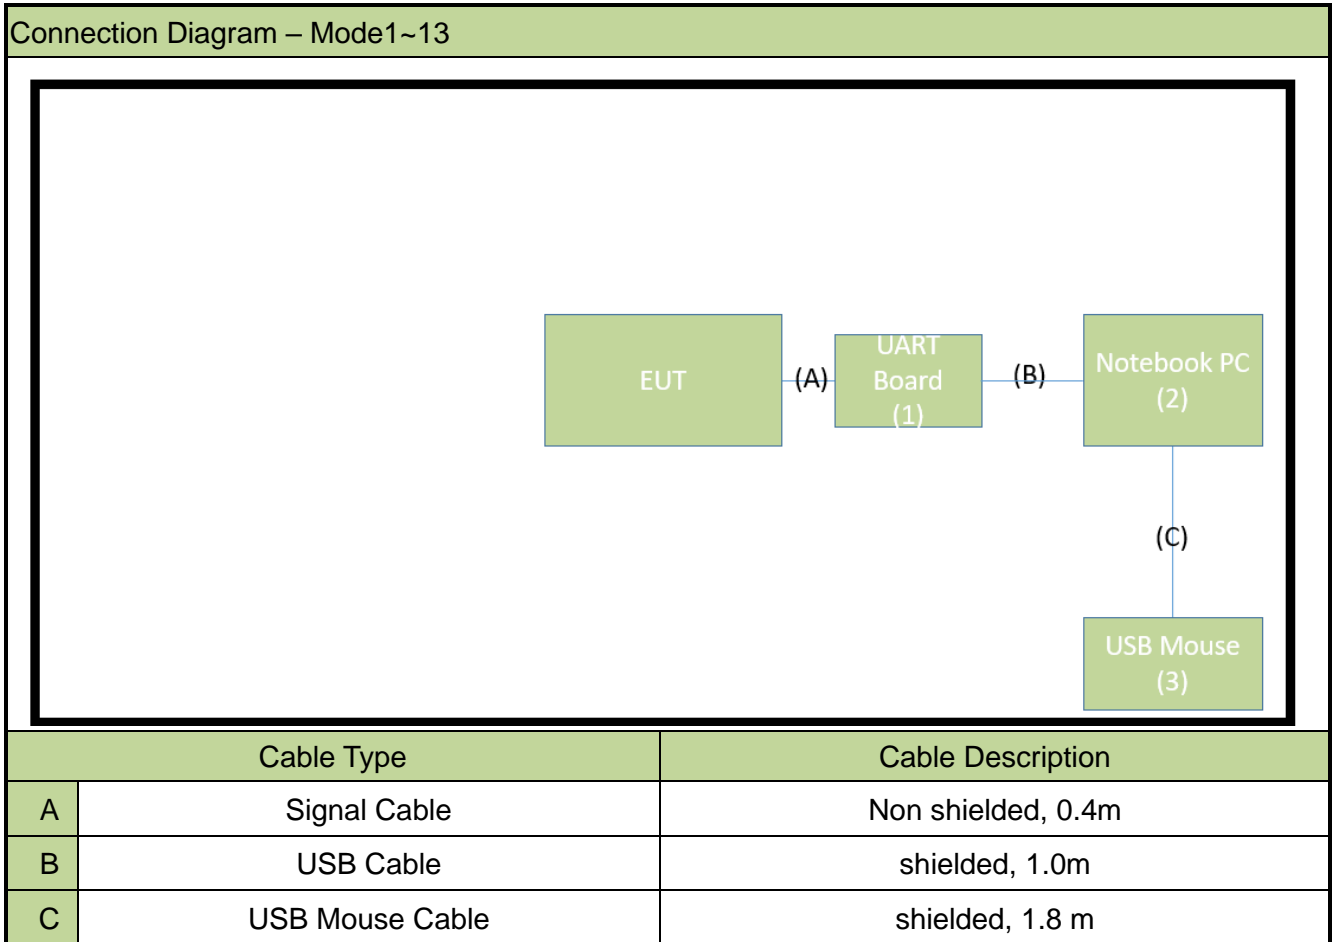 Connection Diagram – Mode1~13
EUT
(A)
UART
Board
(1)
(B)
Notebook PC
(2)
(C)
USB Mouse
(3)
Cable Type Cable Description
A Signal Cable Non shielded, 0.4m
B USB Cable shielded, 1.0m
C USB Mouse Cable shielded, 1.8 m